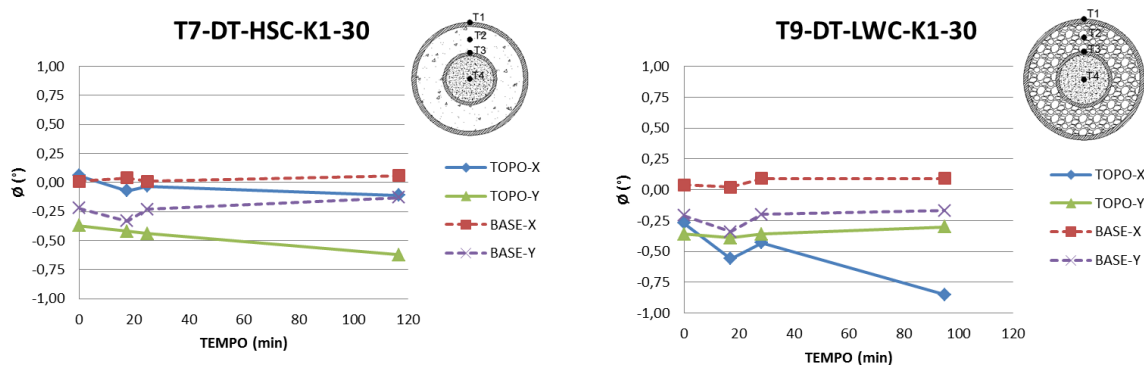 T7-DT-HSC-K1-30
T1
T2
T3
T4
1,00
0,75
0,50
0,25
0,00
-0,25
-0,50
-0,75
-1,00
Ø (°)
0 20 40 60 80 100 120
TEMPO (min)
TOPO-X
TOPO-Y
BASE-X
BASE-Y
T9-DT-LWC-K1-30
T1
T2
T3
T4
1,00
0,75
0,50
0,25
0,00
-0,25
-0,50
-0,75
-1,00
Ø (°)
0 20 40 60 80 100 120
TEMPO (min)
TOPO-X
TOPO-Y
BASE-X
BASE-Y